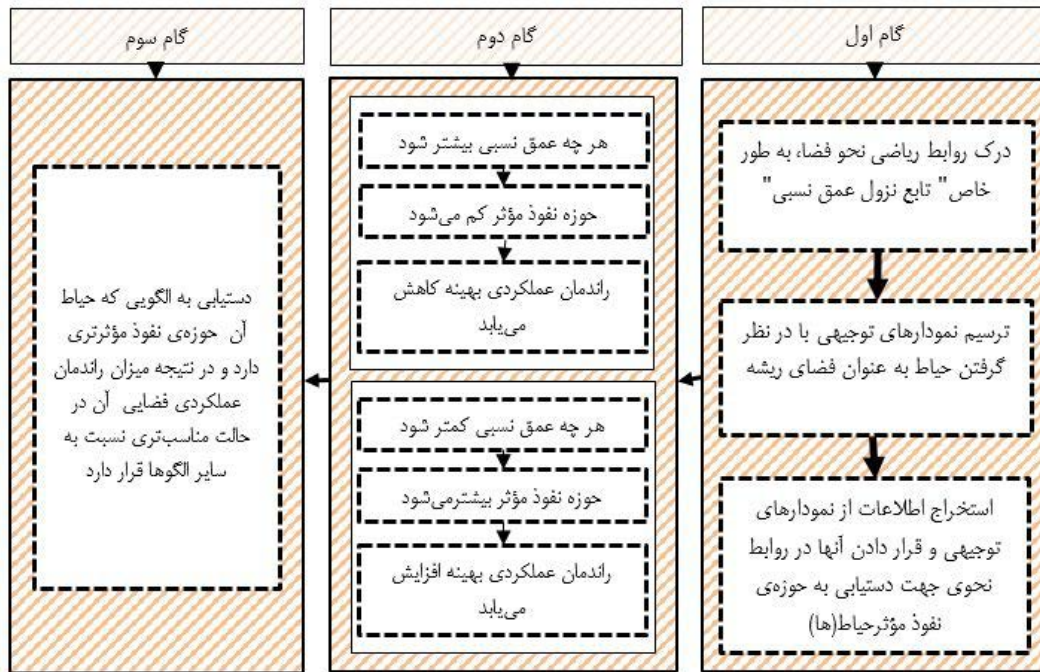 گام اول
درک روابط ریاضی نحو فضا، به طور
خاص" تابع نزول عمق نسبی"
ترسیم نمودارهای توجیهی با در نظر
گرفتن حیاط به عنوان فضای ریشه
استخراج اطلاعات از نمودارهای
توجیهی و قرار دادن آنها در روابط
نحوی جهت دستیابی به حوزه‌ی
نفوذ مؤثرحیاط(ها)
گام دوم
هر چه عمق نسبی بیشتر شود
حوزه نفوذ مؤثر کم می‌شود
راندمان عملکردی بهینه کاهش
می‌یابد
هر چه عمق نسبی کمتر شود
حوزه نفوذ مؤثر بیشترمی‌شود
راندمان عملکردی بهینه افزایش
می‌یابد
گام سوم
دستیابی به الگویی که حیاط
آن حوزه‌ی نفوذ مؤثرتری
دارد و در نتیجه میزان راندمان
عملکردی فضایی آن در
حالت مناسب‌تری نسبت به
سایر الگوها قرار دارد